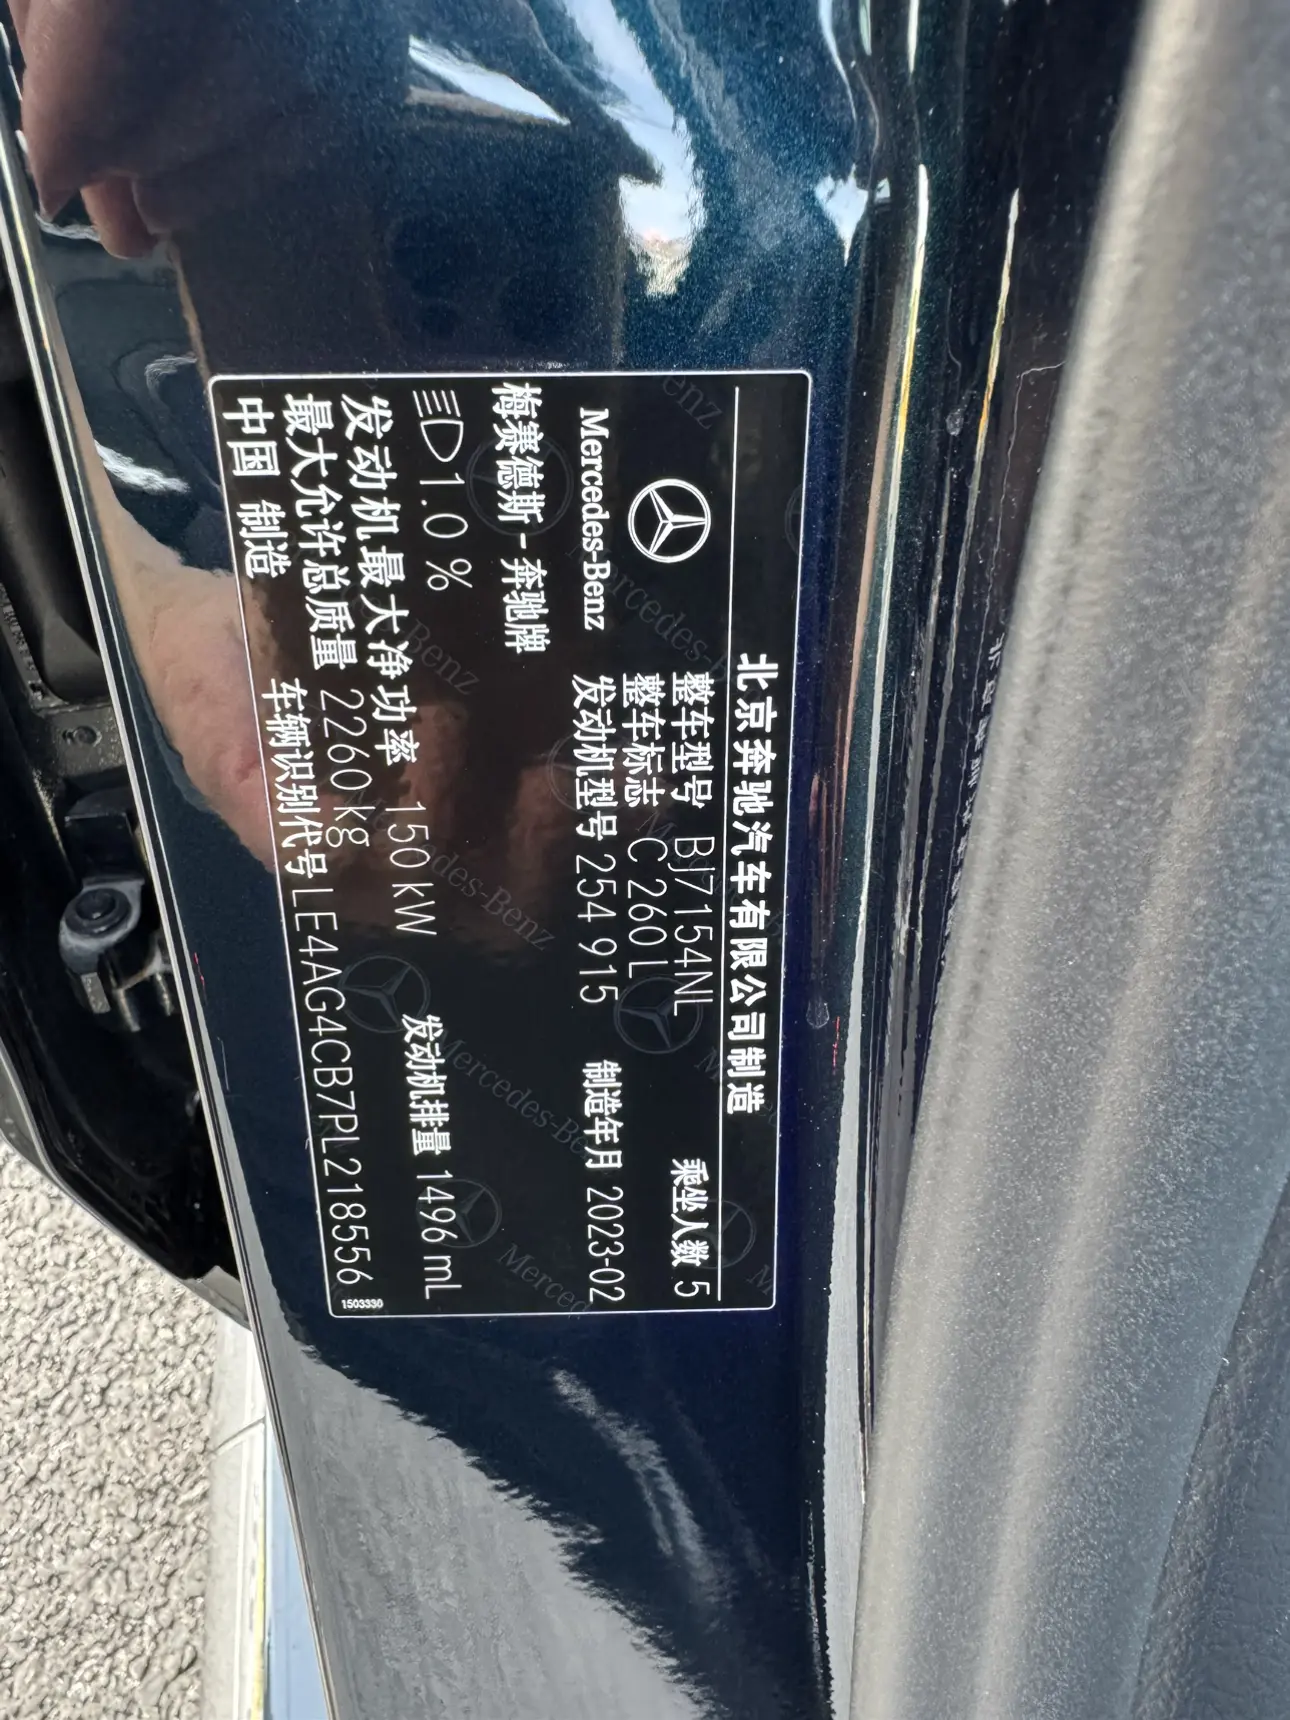 北京奔驰汽车有限公司制造
Mercedes-Benz
整车型号 BJ7154NL 乘坐人数 5
整车标志 C 260 L
发动机型号 254 915 制造年月 2023-02
梅赛德斯-奔驰牌
1.0 %
发动机最大净功率 150 kW 发动机排量 1496 mL
最大允许总质量 2260 kg
中国 制造 车辆识别代号 LE4AG4CB7PL218556
1503330